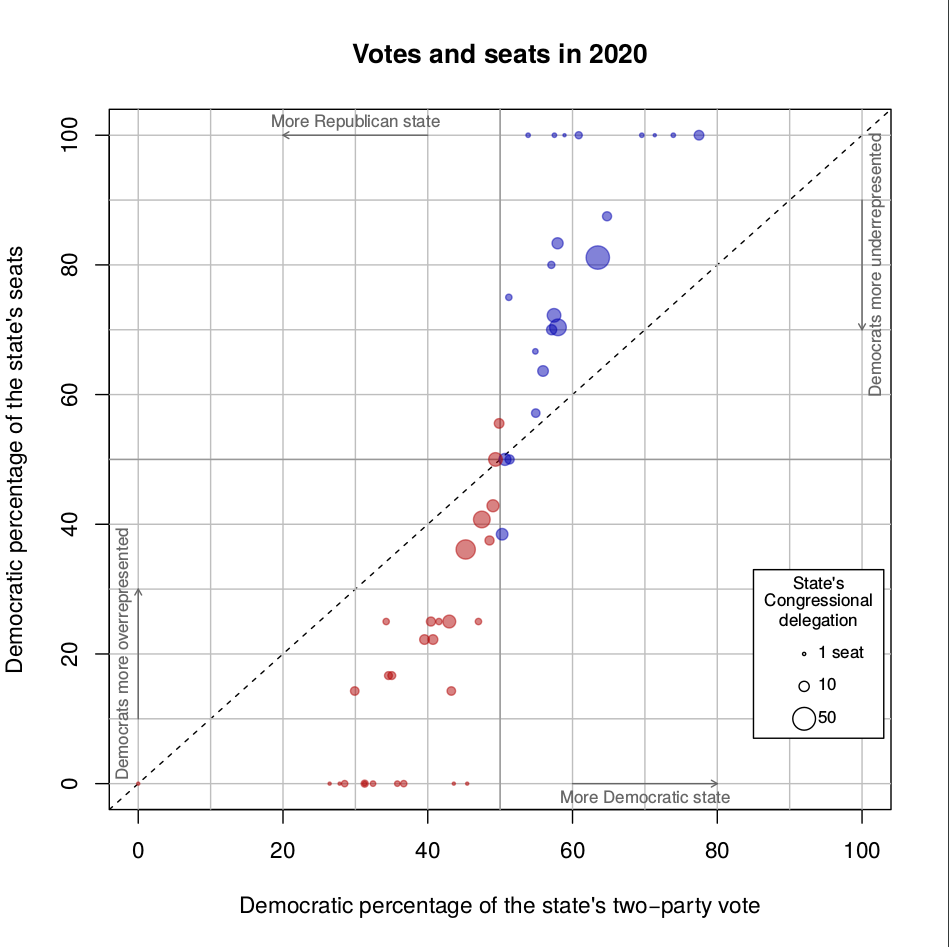 Votes and seats in 2020
More Republican state
Democrats more underrepresented
Democrats more overrepresented
More Democratic state
Democratic percentage of the state's seats
100
80
60
40
20
0
State's
Congressional
delegation
1 seat
10
50
0 20 40 60 80 100
Democratic percentage of the state's two−party vote